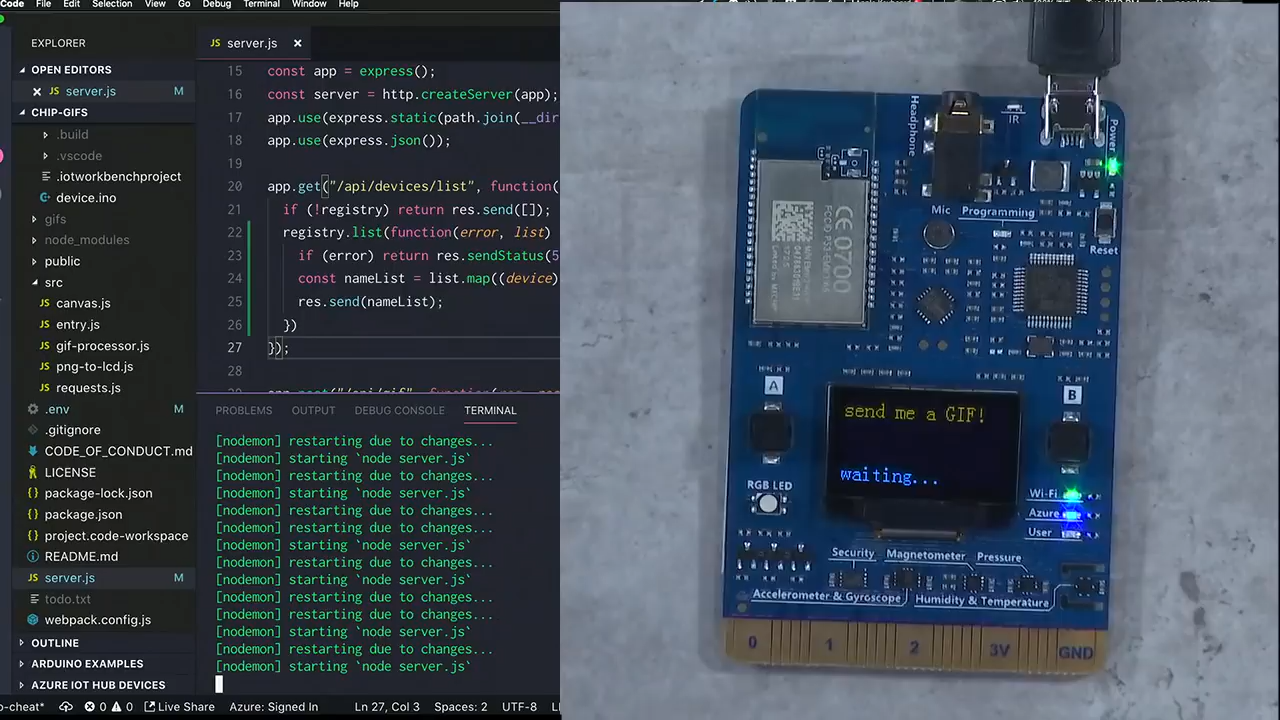 Code File Edit Selection View Go Debug Terminal Window Help
EXPLORER
OPEN EDITORS
JS server.js M
CHIP-GIFS
.build
.vscode
.iotworkbenchproject
device.ino
gifs
node_modules
public
src
canvas.js
entry.js
gif-processor.js
png-to-lcd.js
requests.js
.env M
.gitignore
CODE_OF_CONDUCT.md
LICENSE
package-lock.json
package.json
project.code-workspace
README.md
server.js M
todo.txt
webpack.config.js
OUTLINE
ARDUINO EXAMPLES
AZURE IOT HUB DEVICES
JS server.js
15 const app = express();
16 const server = http.createServer(app);
17 app.use(express.static(path.join(__dir
18 app.use(express.json());
19
20 app.get("/api/devices/list", function(
21 if (!registry) return res.send([]);
22 registry.list(function(error, list)
23 if (error) return res.sendStatus(5
24 const nameList = list.map((device)
25 res.send(nameList);
26 })
27 });
28
PROBLEMS OUTPUT DEBUG CONSOLE TERMINAL
[nodemon] restarting due to changes...
[nodemon] starting `node server.js`
[nodemon] restarting due to changes...
[nodemon] starting `node server.js`
[nodemon] restarting due to changes...
[nodemon] restarting due to changes...
[nodemon] starting `node server.js`
[nodemon] restarting due to changes...
[nodemon] starting `node server.js`
[nodemon] restarting due to changes...
[nodemon] restarting due to changes...
[nodemon] starting `node server.js`
[nodemon] restarting due to changes...
[nodemon] starting `node server.js`
o-cheat* 0 0 Live Share Azure: Signed In Ln 27, Col 3 Spaces: 2 UTF-8
Headphone
IR
Power
Mic
Programming
Reset
CE 0700
A
B
send me a GIF!
waiting...
RGB LED
Wi-Fi
Azure
User
Security
Magnetometer
Pressure
Accelerometer & Gyroscope
Humidity & Temperature
0 1 2 3V GND